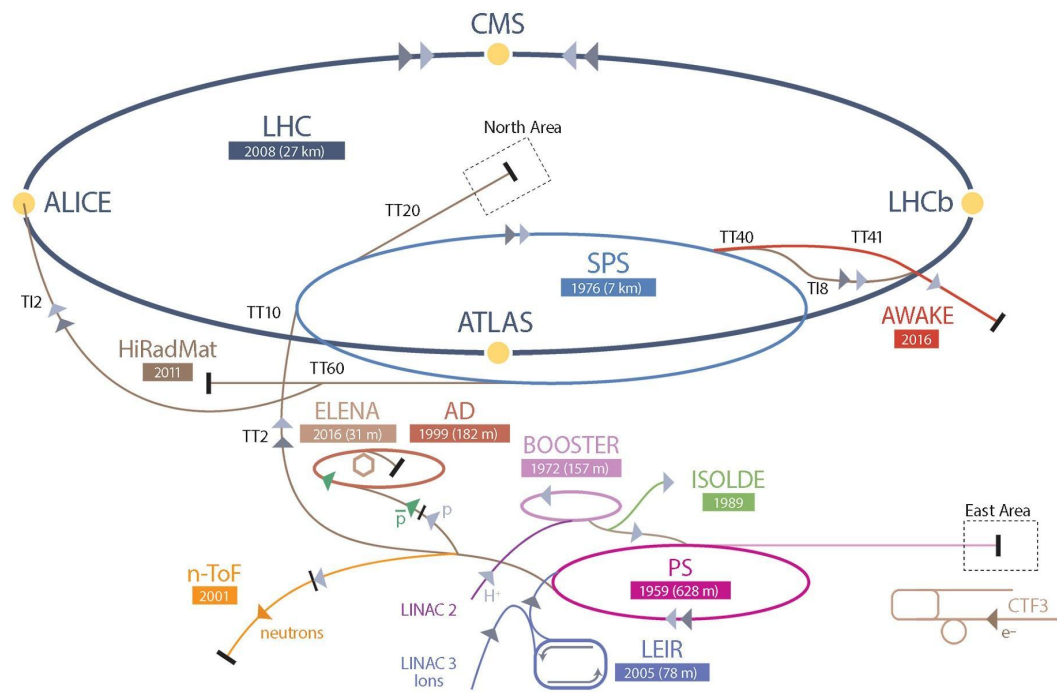 CMS
LHC
2008 (27 km)
North Area
ALICE
TT20
LHCb
TT40
TT41
SPS
1976 (7 km)
TI2
TI8
TT10
ATLAS
AWAKE
2016
HiRadMat
2011
TT60
ELENA
2016 (31 m)
AD
1999 (182 m)
TT2
BOOSTER
1972 (157 m)
ISOLDE
1989
p̅
p
East Area
n-ToF
2001
PS
1959 (628 m)
LINAC 2
H⁺
neutrons
CTF3
e⁻
LINAC 3
Ions
LEIR
2005 (78 m)